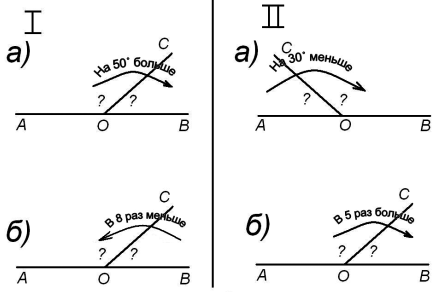 I
а)
На 50° больше
C
? ?
A O B
б)
В 8 раз меньше
C
? ?
A O B
II
а)
На 30° меньше
C
? ?
A O B
б)
В 5 раз больше
C
? ?
A O B